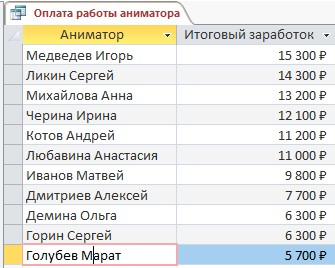 Оплата работы аниматора
Аниматор Итоговый заработок
Медведев Игорь 15 300 ₽
Ликин Сергей 14 300 ₽
Михайлова Анна 13 200 ₽
Черина Ирина 12 100 ₽
Котов Андрей 11 200 ₽
Любавина Анастасия 11 000 ₽
Иванов Матвей 9 800 ₽
Дмитриев Алексей 7 700 ₽
Демина Ольга 6 300 ₽
Горин Сергей 6 300 ₽
Голубев Марат 5 700 ₽